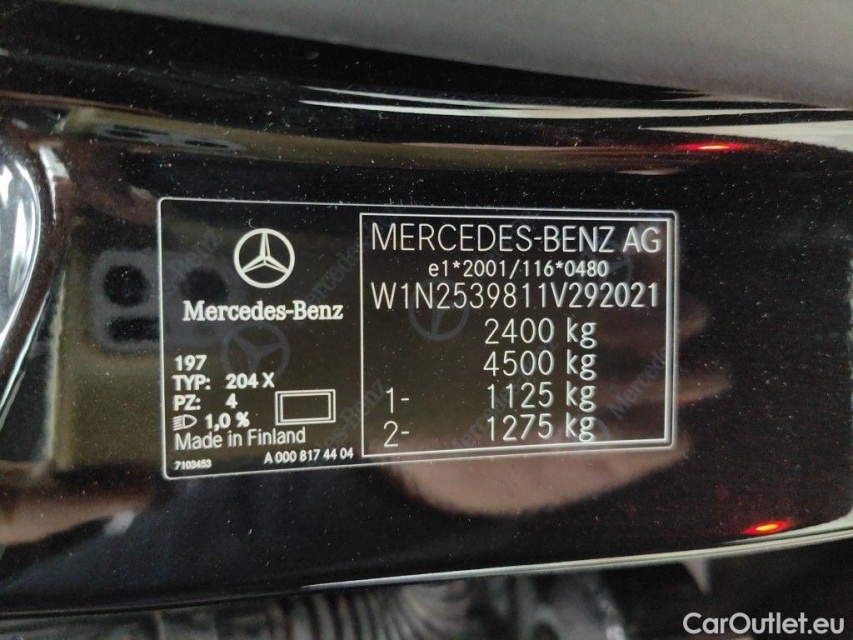 Mercedes-Benz
197
TYP: 204 X
PZ: 4
1,0 %
Made in Finland
7103453
A 000 817 44 04
MERCEDES-BENZ AG
e1*2001/116*0480
W1N2539811V292021
2400 kg
4500 kg
1- 1125 kg
2- 1275 kg
CarOutlet.eu